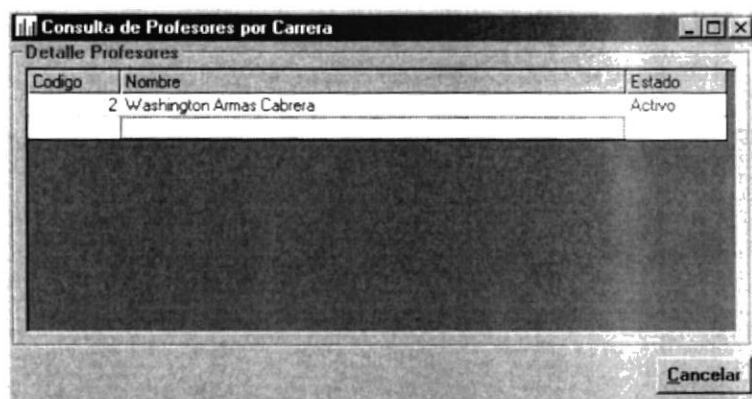 Consulta de Profesores por Carrera
Detalle Profesores
Codigo Nombre Estado
2 Washington Armas Cabrera Activo
Cancelar